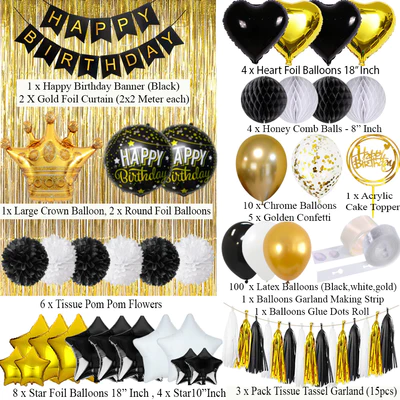 HAPPY
BIRTHDAY
1 x Happy Birthday Banner (Black)
2 X Gold Foil Curtain (2x2 Meter each)
4 x Heart Foil Balloons 18" Inch
4 x Honey Comb Balls - 8" Inch
HAPPY
Birthday
HAPPY
Birthday
1x Large Crown Balloon, 2 x Round Foil Balloons
10 x Chrome Balloons
5 x Golden Confetti
Happy
Birthday
1 x Acrylic
Cake Topper
6 x Tissue Pom Pom Flowers
100 x Latex Balloons (Black,white,gold)
1 x Balloons Garland Making Strip
1 x Balloons Glue Dots Roll
8 x Star Foil Balloons 18" Inch , 4 x Star10"Inch
3 x Pack Tissue Tassel Garland (15pcs)